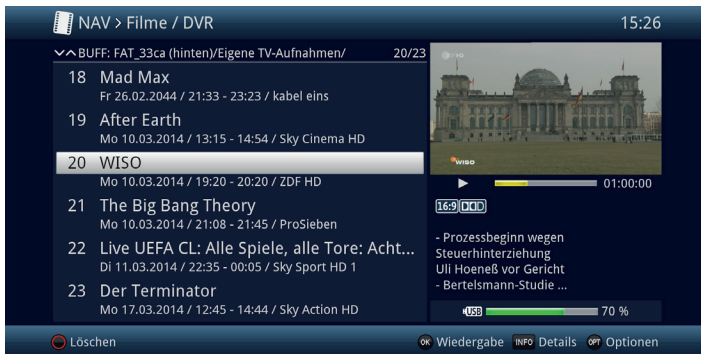 NAV > Filme / DVR
15:26
BUFF: FAT_33ca (hinten)/Eigene TV-Aufnahmen/ 20/23
18 Mad Max
Fr 26.02.2044 / 21:33 - 23:23 / kabel eins
19 After Earth
Mo 10.03.2014 / 13:15 - 14:54 / Sky Cinema HD
20 WISO
Mo 10.03.2014 / 19:20 - 20:20 / ZDF HD
21 The Big Bang Theory
Mo 10.03.2014 / 21:08 - 21:45 / ProSieben
22 Live UEFA CL: Alle Spiele, alle Tore: Acht...
Di 11.03.2014 / 22:35 - 00:05 / Sky Sport HD 1
23 Der Terminator
Mo 17.03.2014 / 12:45 - 14:44 / Sky Action HD
WISO
01:00:00
16:9
- Prozessbeginn wegen
Steuerhinterziehung
Uli Hoeneß vor Gericht
- Bertelsmann-Studie ...
USB 70 %
Löschen
OK Wiedergabe INFO Details OPT Optionen